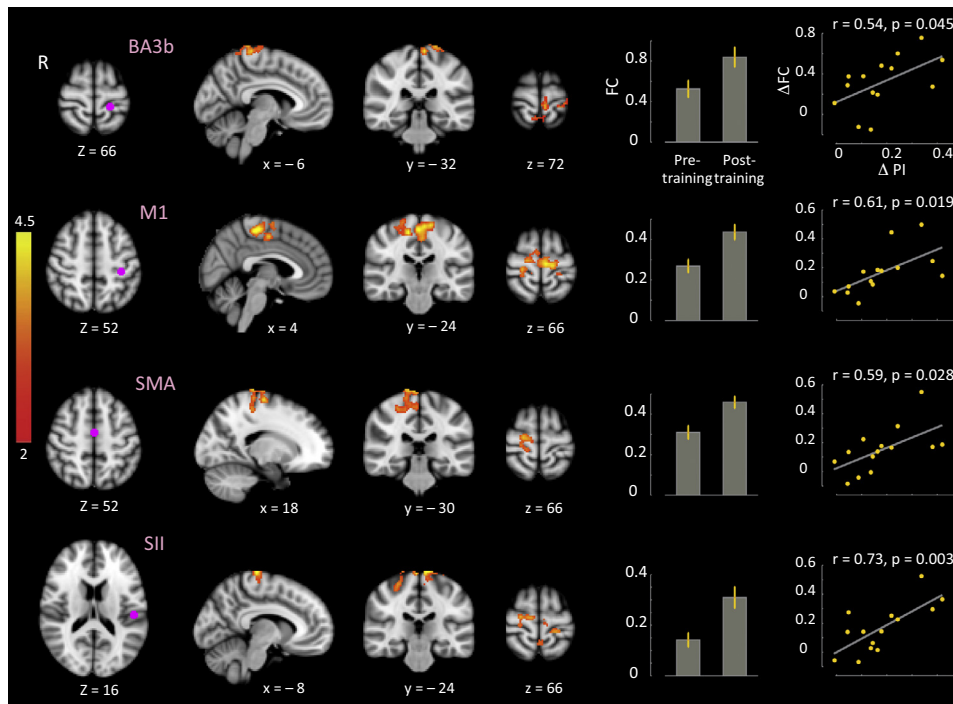 BA3b
R
Z = 66
x = – 6
y = – 32
z = 72
FC
0.8
0.4
0
Pre-training
Post-training
r = 0.54, p = 0.045
ΔFC
0.8
0.4
0
0
0.2
0.4
Δ PI
4.5
2
M1
Z = 52
x = 4
y = – 24
z = 66
0.4
0.2
0
r = 0.61, p = 0.019
0.6
0.4
0.2
0
SMA
Z = 52
x = 18
y = – 30
z = 66
0.4
0.2
0
r = 0.59, p = 0.028
0.6
0.4
0.2
0
SII
Z = 16
x = – 8
y = – 24
z = 66
0.4
0.2
0
r = 0.73, p = 0.003
0.6
0.4
0.2
0